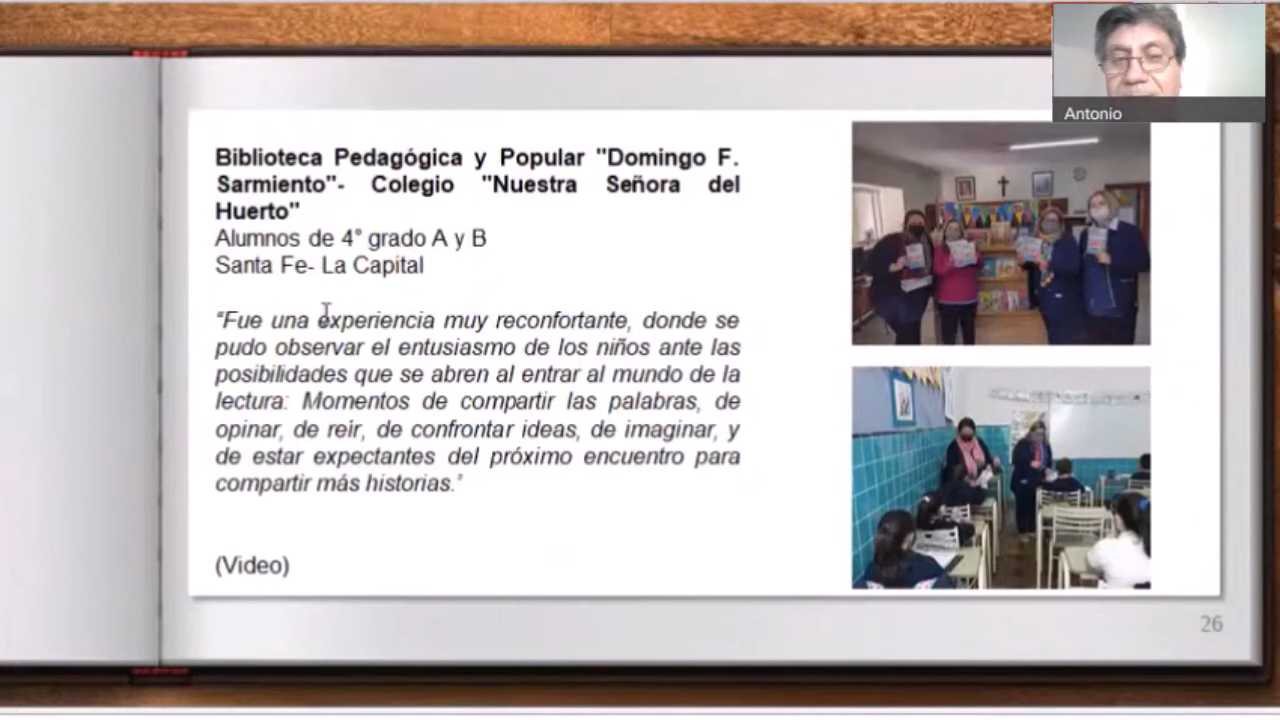 Antonio
Biblioteca Pedagógica y Popular "Domingo F.
Sarmiento"- Colegio "Nuestra Señora del
Huerto"
Alumnos de 4° grado A y B
Santa Fe- La Capital
“Fue una experiencia muy reconfortante, donde se
pudo observar el entusiasmo de los niños ante las
posibilidades que se abren al entrar al mundo de la
lectura: Momentos de compartir las palabras, de
opinar, de reir, de confrontar ideas, de imaginar, y
de estar expectantes del próximo encuentro para
compartir más historias.”
(Video)
26